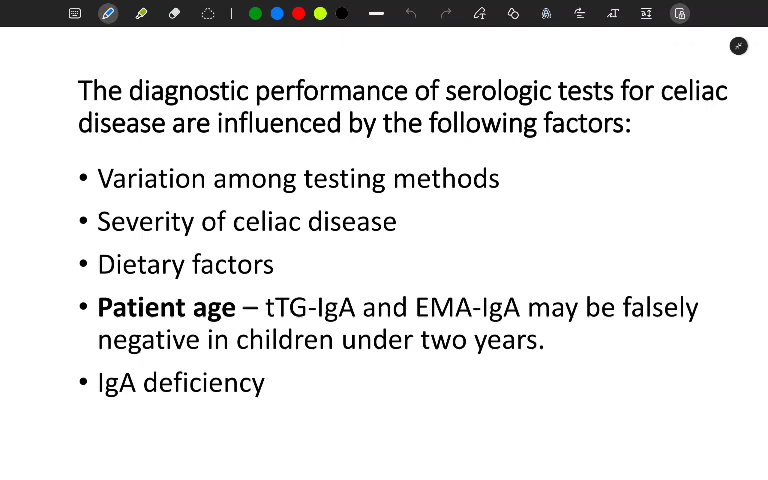 The diagnostic performance of serologic tests for celiac
disease are influenced by the following factors:
• Variation among testing methods
• Severity of celiac disease
• Dietary factors
• Patient age – tTG-IgA and EMA-IgA may be falsely
negative in children under two years.
• IgA deficiency